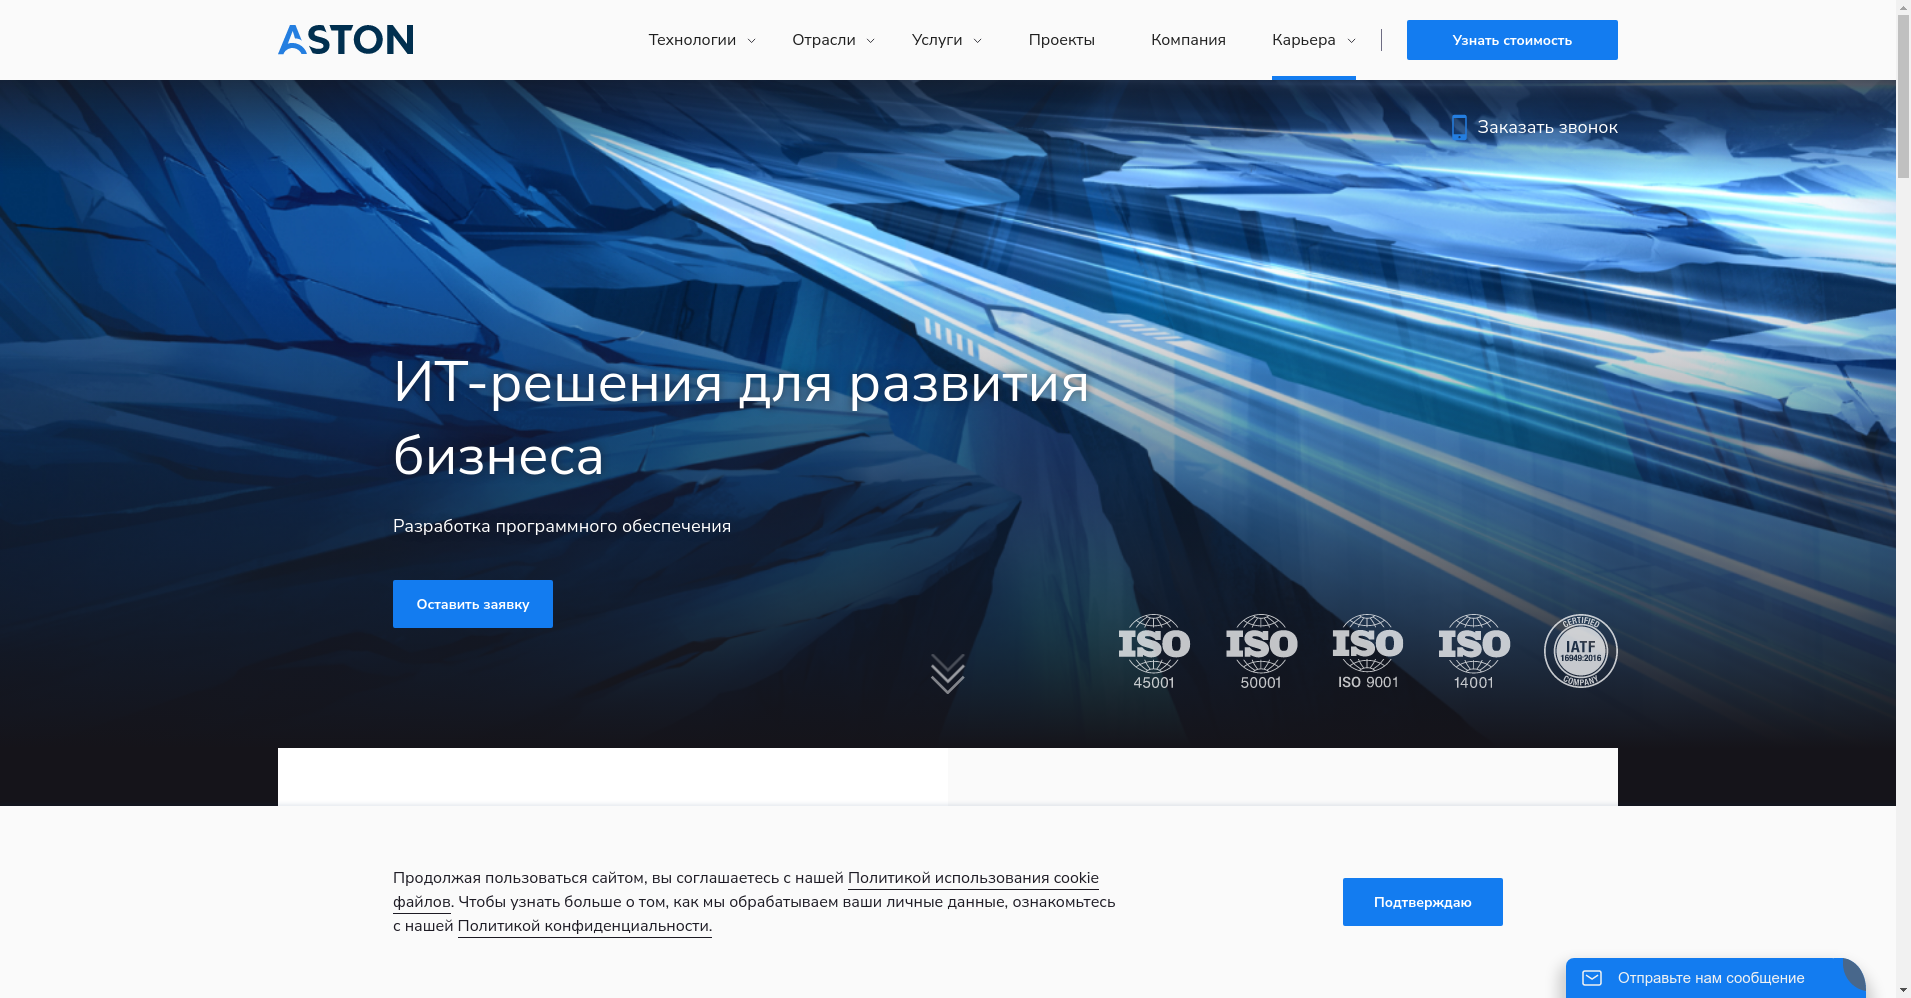 ASTON
Технологии
Отрасли
Услуги
Проекты
Компания
Карьера
Узнать стоимость
Заказать звонок
ИТ-решения для развития
бизнеса
Разработка программного обеспечения
Оставить заявку
ISO
45001
ISO
50001
ISO
ISO 9001
ISO
14001
CERTIFIED
IATF
16949:2016
COMPANY
Продолжая пользоваться сайтом, вы соглашаетесь с нашей Политикой использования cookie
файлов. Чтобы узнать больше о том, как мы обрабатываем ваши личные данные, ознакомьтесь
с нашей Политикой конфиденциальности.
Подтверждаю
Отправьте нам сообщение